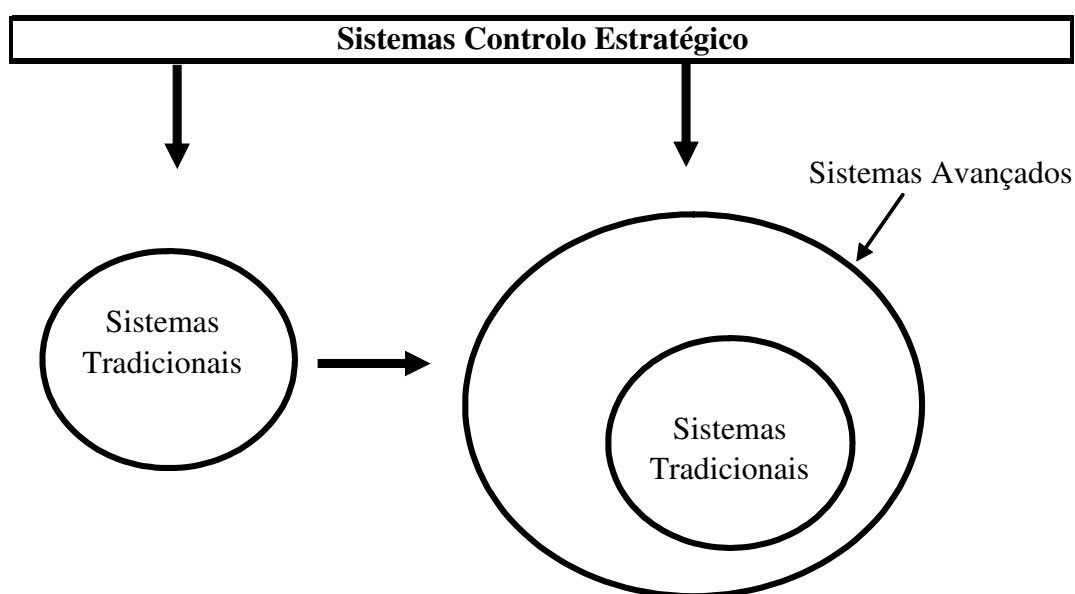 Sistemas Controlo Estratégico
Sistemas Avançados
Sistemas
Tradicionais
Sistemas
Tradicionais